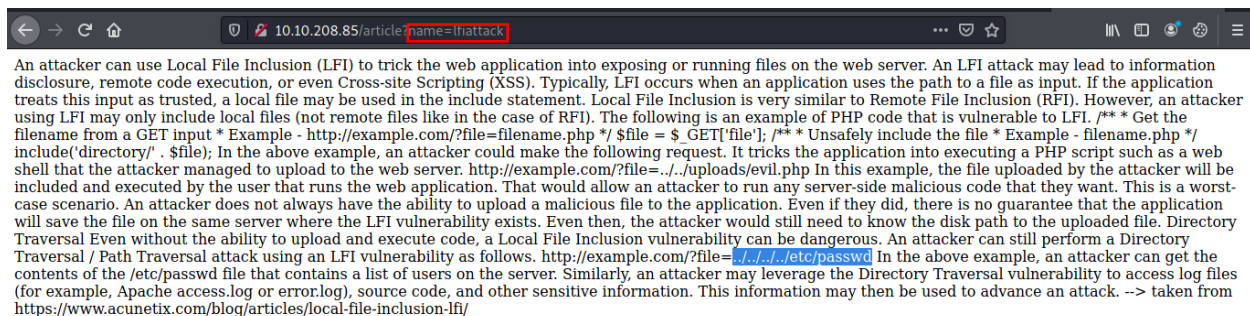 10.10.208.85/article?name=lfiattack
An attacker can use Local File Inclusion (LFI) to trick the web application into exposing or running files on the web server. An LFI attack may lead to information
disclosure, remote code execution, or even Cross-site Scripting (XSS). Typically, LFI occurs when an application uses the path to a file as input. If the application
treats this input as trusted, a local file may be used in the include statement. Local File Inclusion is very similar to Remote File Inclusion (RFI). However, an attacker
using LFI may only include local files (not remote files like in the case of RFI). The following is an example of PHP code that is vulnerable to LFI. /** * Get the
filename from a GET input * Example - http://example.com/?file=filename.php */ $file = $_GET['file']; /** * Unsafely include the file * Example - filename.php */
include('directory/' . $file); In the above example, an attacker could make the following request. It tricks the application into executing a PHP script such as a web
shell that the attacker managed to upload to the web server. http://example.com/?file=../../uploads/evil.php In this example, the file uploaded by the attacker will be
included and executed by the user that runs the web application. That would allow an attacker to run any server-side malicious code that they want. This is a worst-
case scenario. An attacker does not always have the ability to upload a malicious file to the application. Even if they did, there is no guarantee that the application
will save the file on the same server where the LFI vulnerability exists. Even then, the attacker would still need to know the disk path to the uploaded file. Directory
Traversal Even without the ability to upload and execute code, a Local File Inclusion vulnerability can be dangerous. An attacker can still perform a Directory
Traversal / Path Traversal attack using an LFI vulnerability as follows. http://example.com/?file=../../../../etc/passwd In the above example, an attacker can get the
contents of the /etc/passwd file that contains a list of users on the server. Similarly, an attacker may leverage the Directory Traversal vulnerability to access log files
(for example, Apache access.log or error.log), source code, and other sensitive information. This information may then be used to advance an attack. --> taken from
https://www.acunetix.com/blog/articles/local-file-inclusion-lfi/